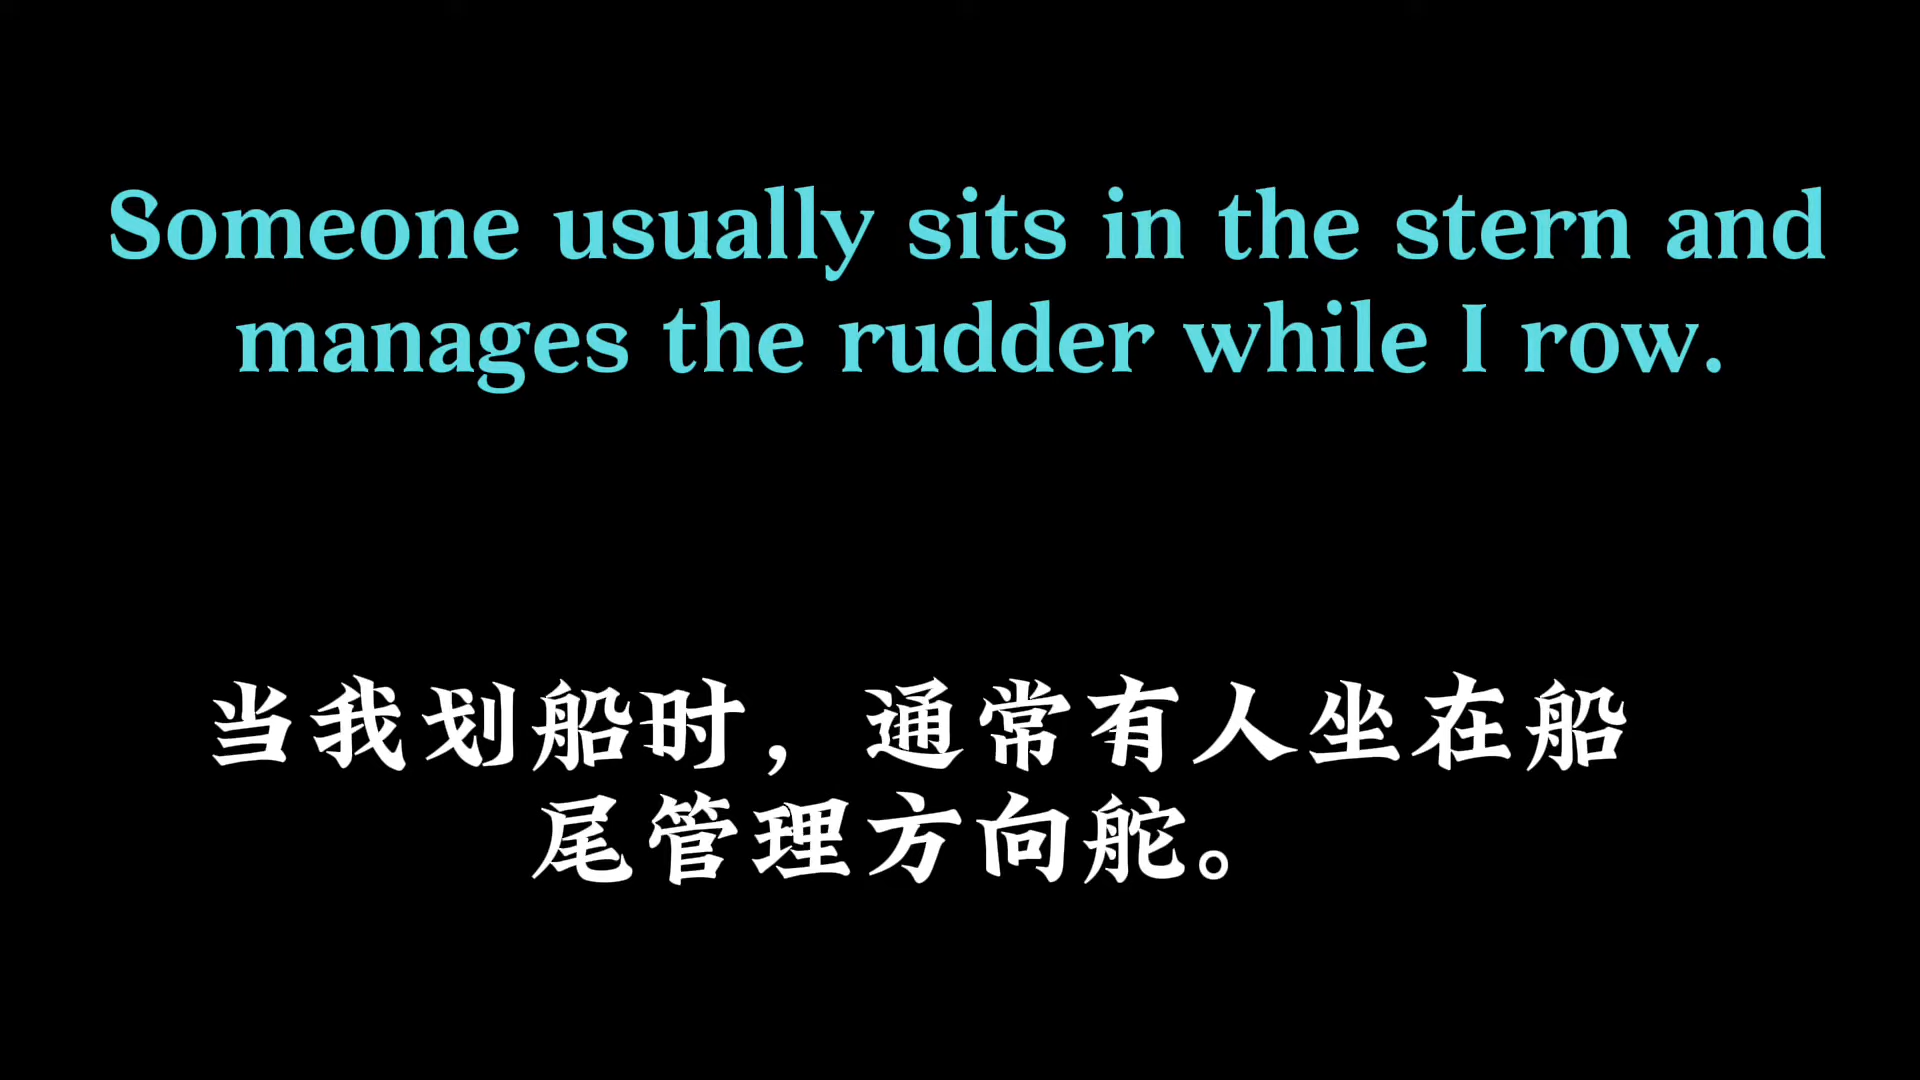 Someone usually sits in the stern and
manages the rudder while I row.
当我划船时，通常有人坐在船
尾管理方向舵。